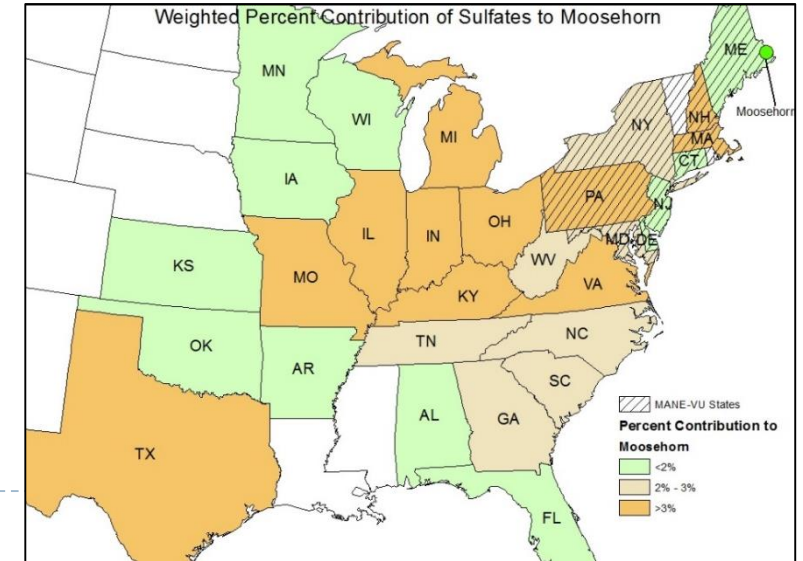 Weighted Percent Contribution of Sulfates to Moosehorn
ME
MN
Moosehorn
WI
NY
NH
MI
MA
CT
IA
PA
NJ
OH
IL
IN
MD
DE
WV
KS
MO
VA
KY
NC
TN
OK
AR
SC
MANE-VU States
AL
GA
Percent Contribution to
Moosehorn
TX
<2%
2% - 3%
>3%
FL